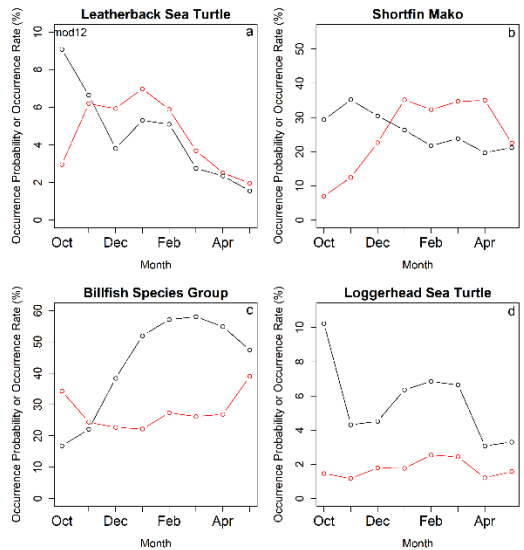 Leatherback Sea Turtle
Occurrence Probability or Occurrence Rate (%)
mod12
a
10
8
6
4
2
0
Oct Dec Feb Apr
Month
Shortfin Mako
Occurrence Probability or Occurrence Rate (%)
b
50
40
30
20
10
0
Oct Dec Feb Apr
Month
Billfish Species Group
Occurrence Probability or Occurrence Rate (%)
c
60
50
40
30
20
10
0
Oct Dec Feb Apr
Month
Loggerhead Sea Turtle
Occurrence Probability or Occurrence Rate (%)
d
10
8
6
4
2
0
Oct Dec Feb Apr
Month